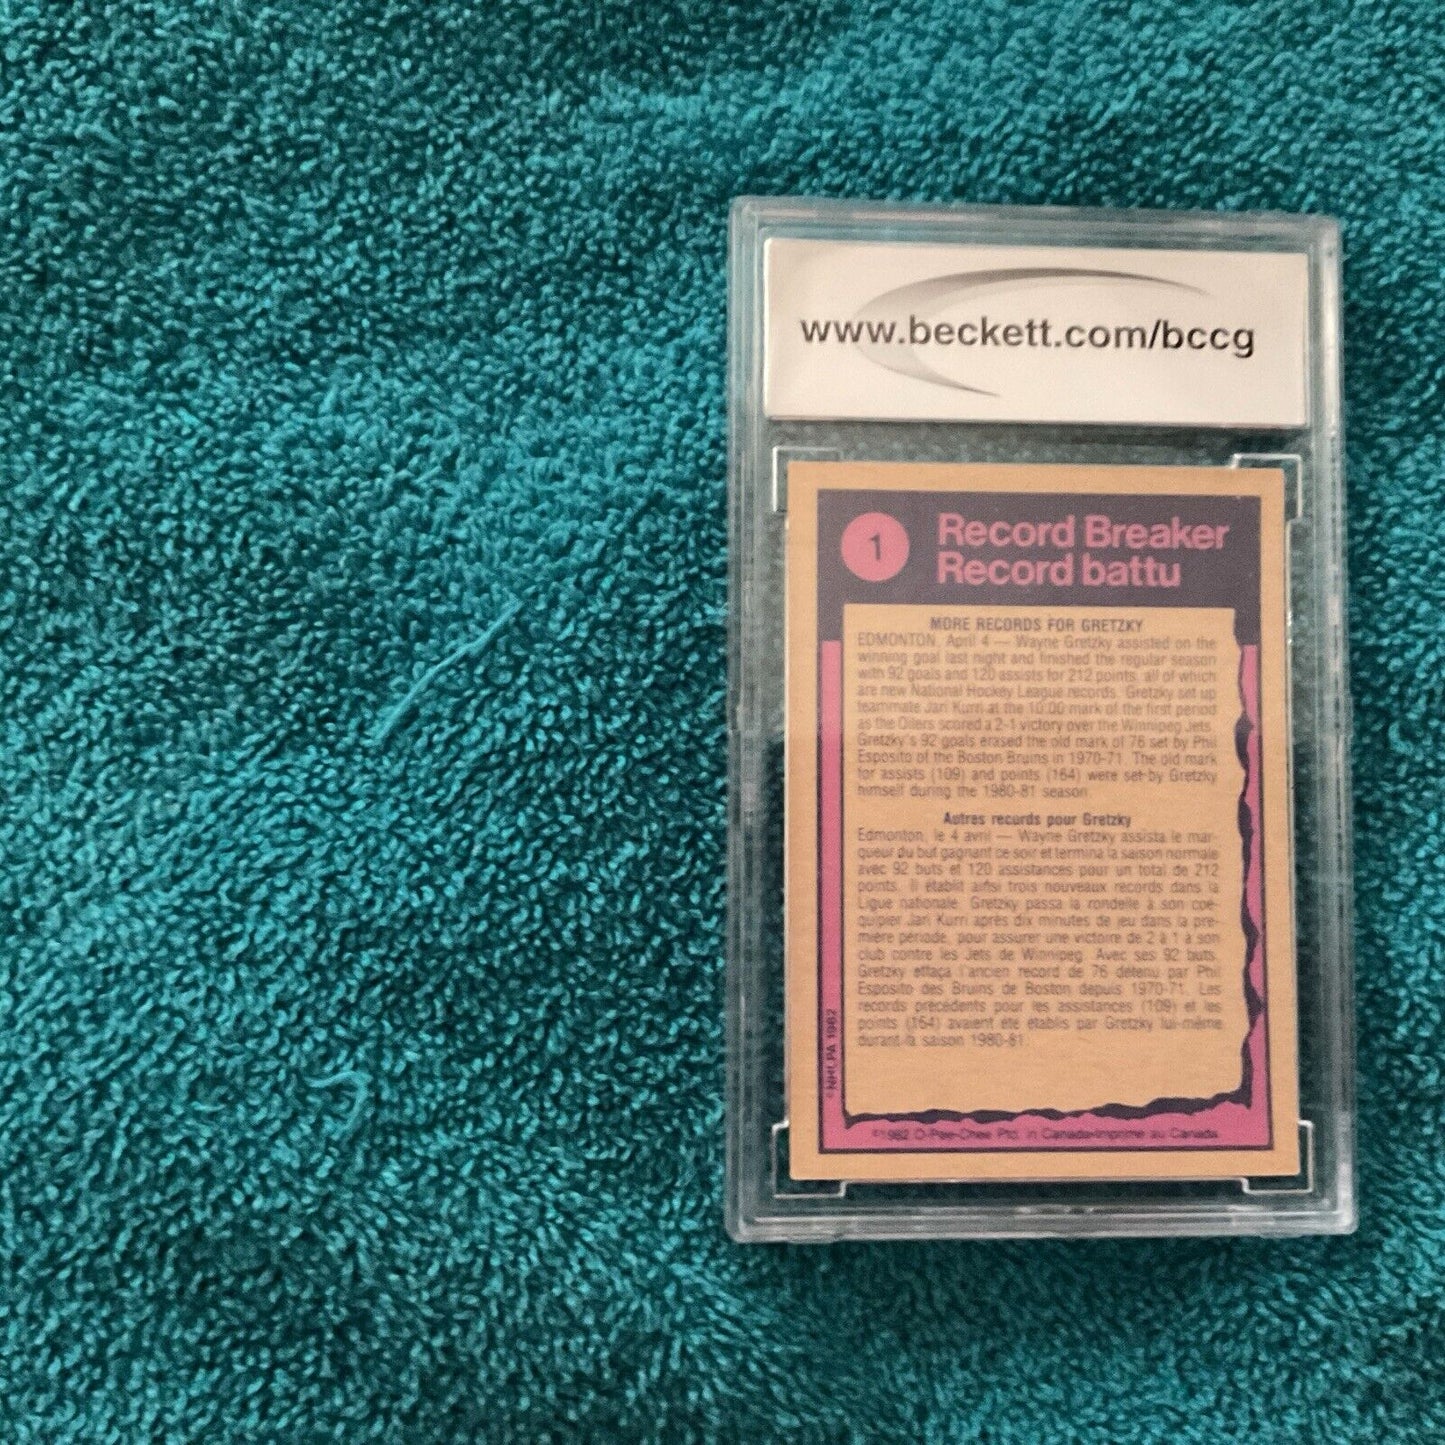 www.beckett.com/bccg
1
Record Breaker
Record battu
MORE RECORDS FOR GRETZKY
EDMONTON, April 4 — Wayne Gretzky assisted on the
winning goal last night and finished the regular season
with 92 goals and 120 assists for 212 points, all of which
are new National Hockey League records. Gretzky set up
teammate Jari Kurri at the 10:00 mark of the first period
as the Oilers scored a 2-1 victory over the Winnipeg Jets.
Gretzky's 92 goals erased the old mark of 76 set by Phil
Esposito of the Boston Bruins in 1970-71. The old mark
for assists (109) and points (164) were set by Gretzky
himself during the 1980-81 season.
Autres records pour Gretzky
Edmonton, le 4 avril — Wayne Gretzky assista le mar-
queur du but gagnant ce soir et termina la saison normale
avec 92 buts et 120 assistances pour un total de 212
points. Il établit ainsi trois nouveaux records dans la
Ligue nationale. Gretzky passa la rondelle à son coé-
quipier Jari Kurri après dix minutes de jeu dans la pre-
mière période, pour assurer une victoire de 2 à 1 à son
club contre les Jets de Winnipeg. Avec ses 92 buts,
Gretzky effaça l'ancien record de 76 détenu par Phil
Esposito des Bruins de Boston depuis 1970-71. Les
records précédents pour les assistances (109) et les
points (164) avaient été établis par Gretzky lui-même
durant la saison 1980-81.
©NHLPA 1982
©1982 O-Pee-Chee Ptd. in Canada-Imprimé au Canada